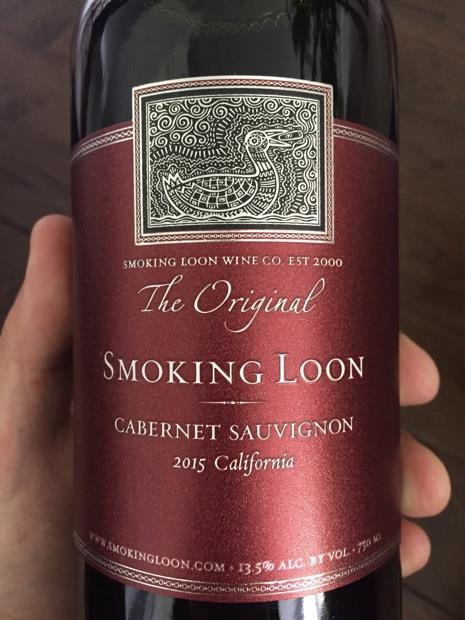 SMOKING LOON WINE CO. EST 2000
The Original
SMOKING LOON
CABERNET SAUVIGNON
2015 California
WWW.SMOKINGLOON.COM • 13.5% ALC. BY VOL. • 750 ML